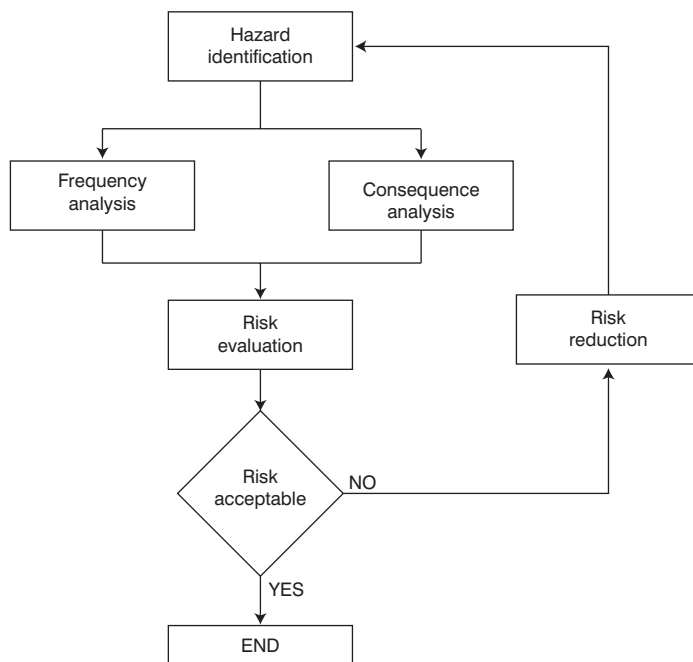 Hazard
identification
Frequency
analysis
Consequence
analysis
Risk
evaluation
Risk
reduction
Risk
acceptable
NO
YES
END